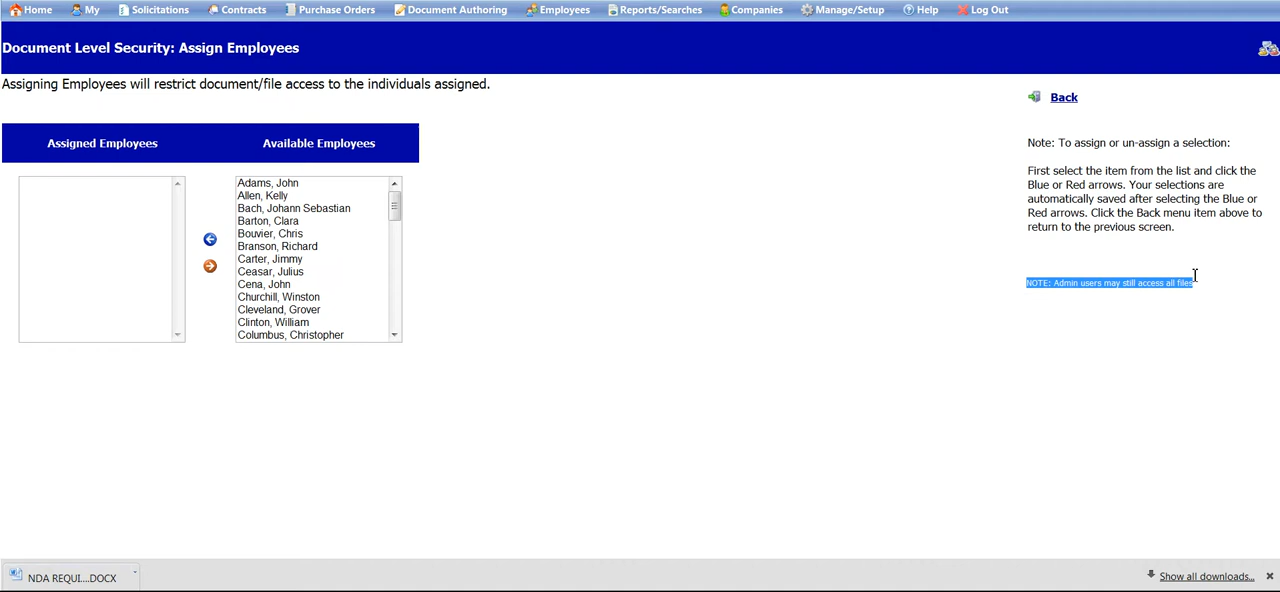 Home My Solicitations Contracts Purchase Orders Document Authoring Employees Reports/Searches Companies Manage/Setup Help Log Out
Document Level Security: Assign Employees
Assigning Employees will restrict document/file access to the individuals assigned.
Back
Assigned Employees Available Employees
Note: To assign or un-assign a selection:
First select the item from the list and click the
Blue or Red arrows. Your selections are
automatically saved after selecting the Blue or
Red arrows. Click the Back menu item above to
return to the previous screen.
NOTE: Admin users may still access all files
Adams, John
Allen, Kelly
Bach, Johann Sebastian
Barton, Clara
Bouvier, Chris
Branson, Richard
Carter, Jimmy
Ceasar, Julius
Cena, John
Churchill, Winston
Cleveland, Grover
Clinton, William
Columbus, Christopher
NDA REQUI....DOCX
Show all downloads...